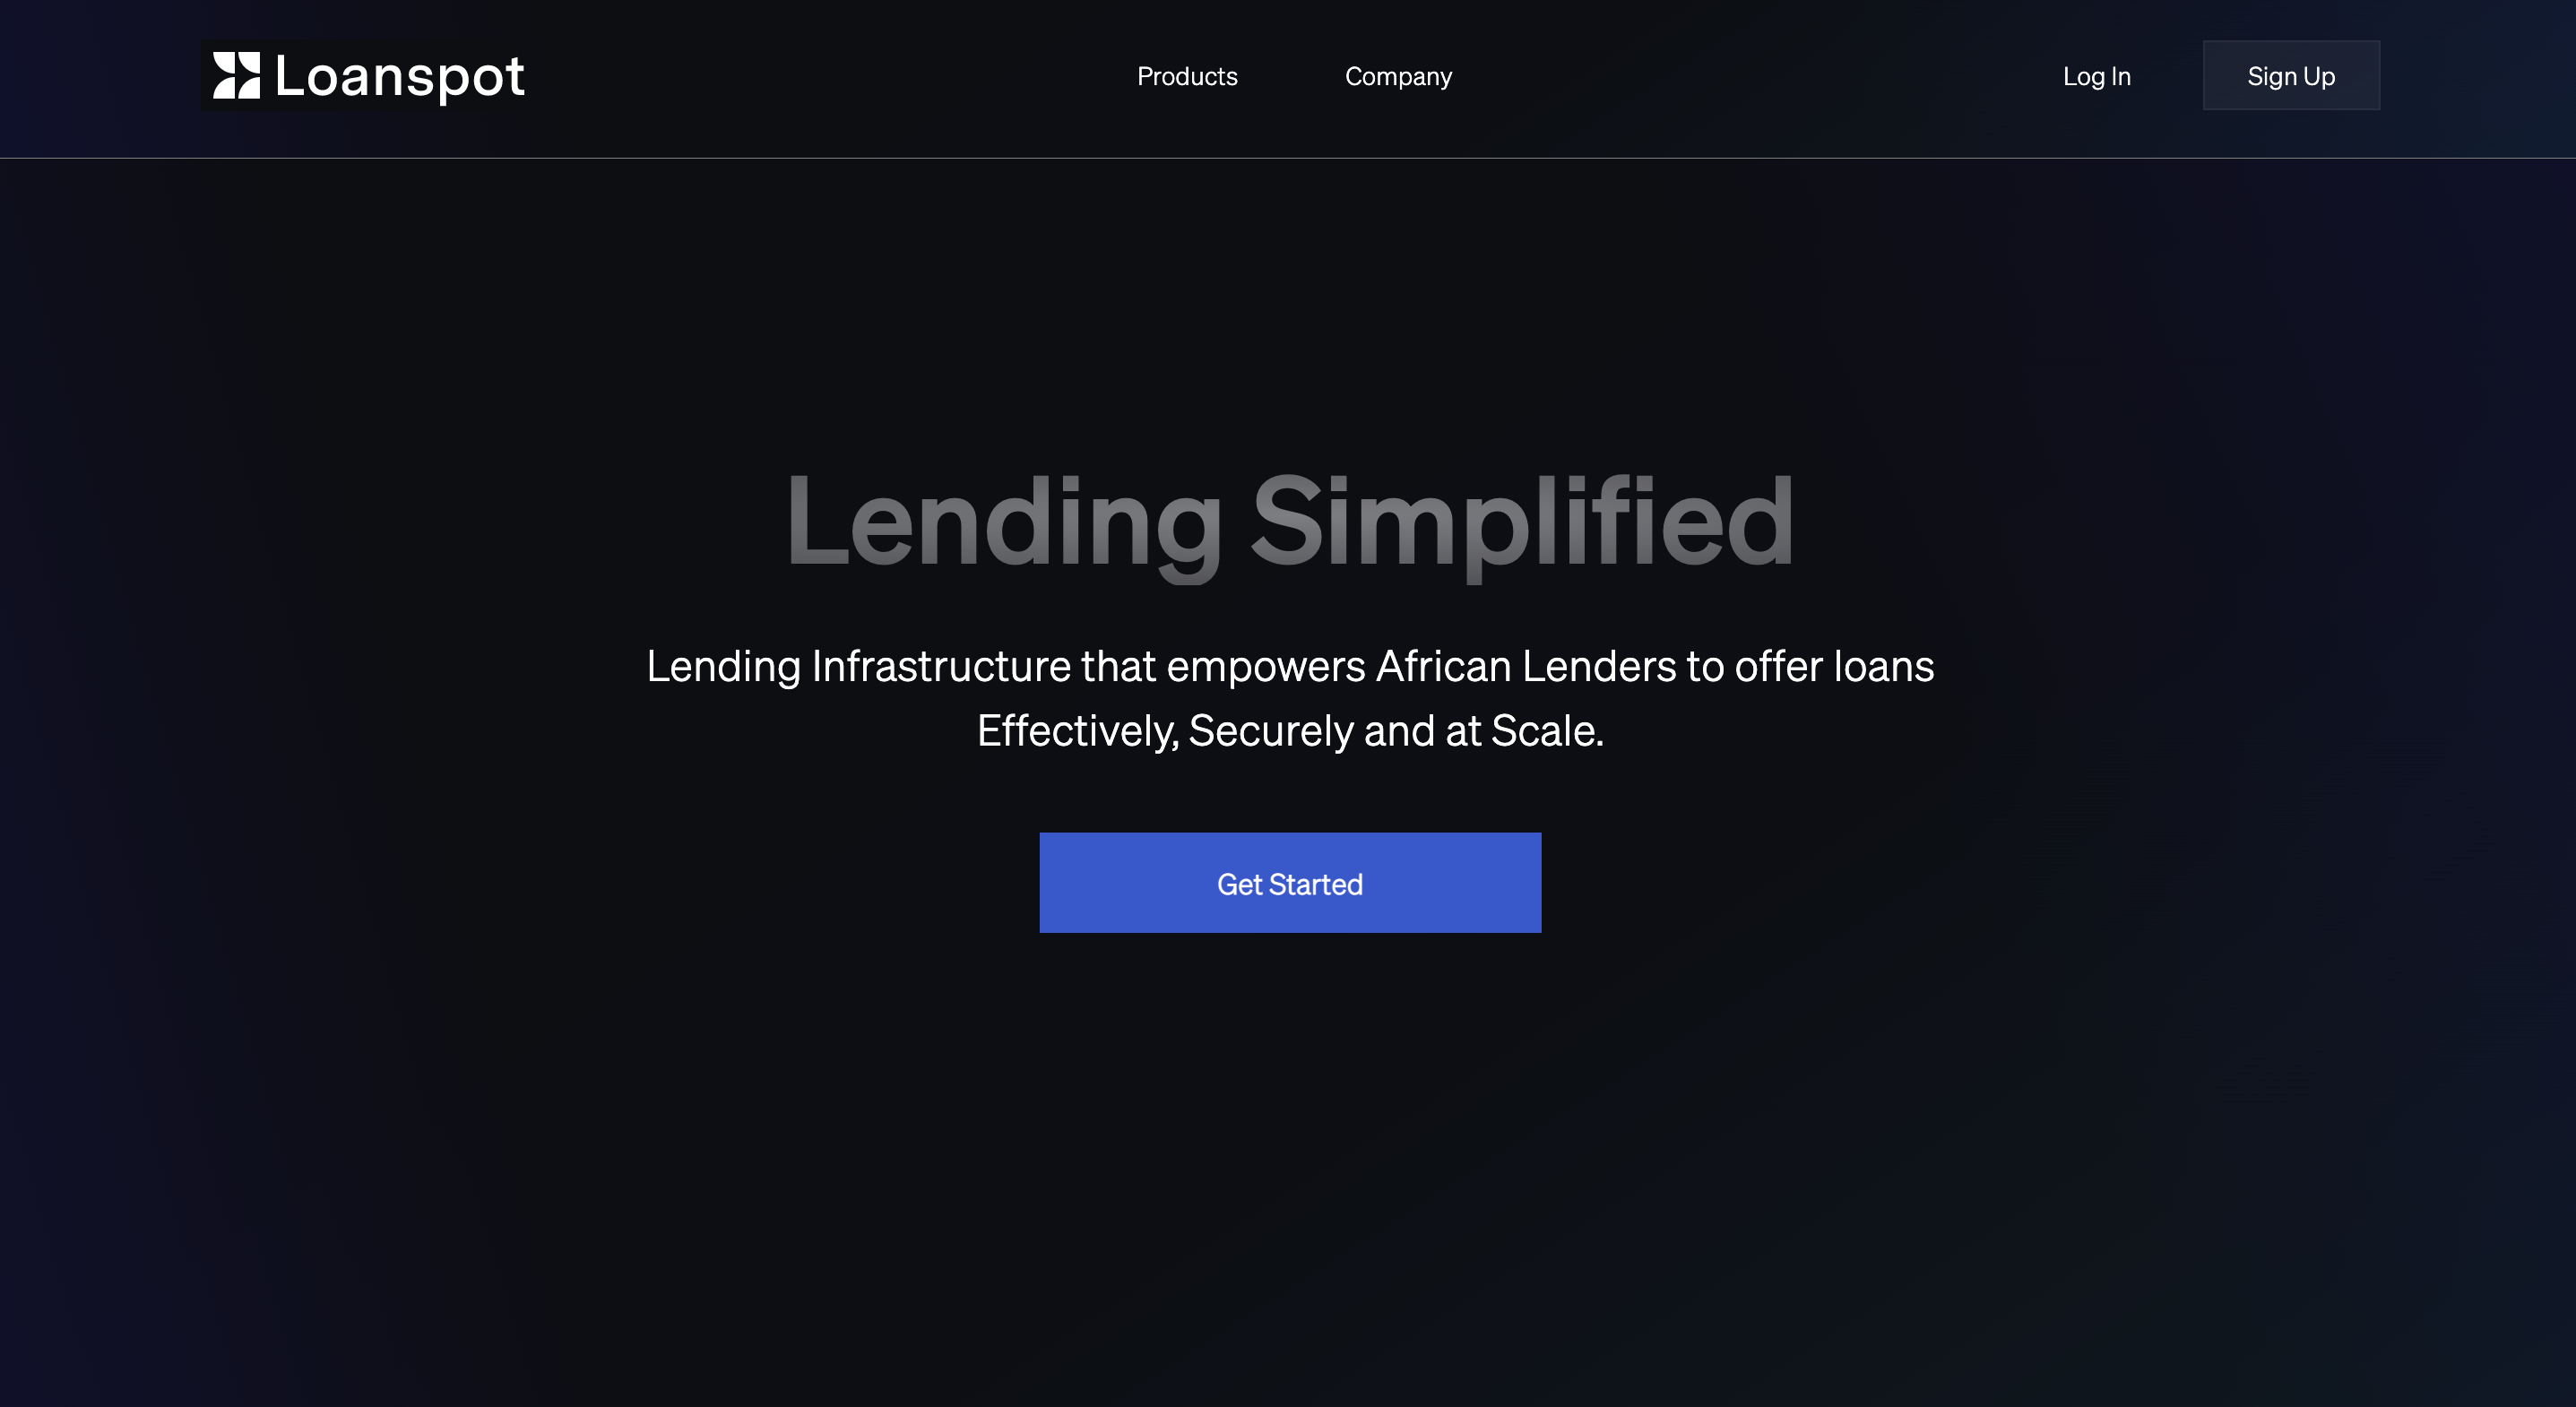 Loanspot
Products
Company
Log In
Sign Up
Lending Simplified
Lending Infrastructure that empowers African Lenders to offer loans
Effectively, Securely and at Scale.
Get Started